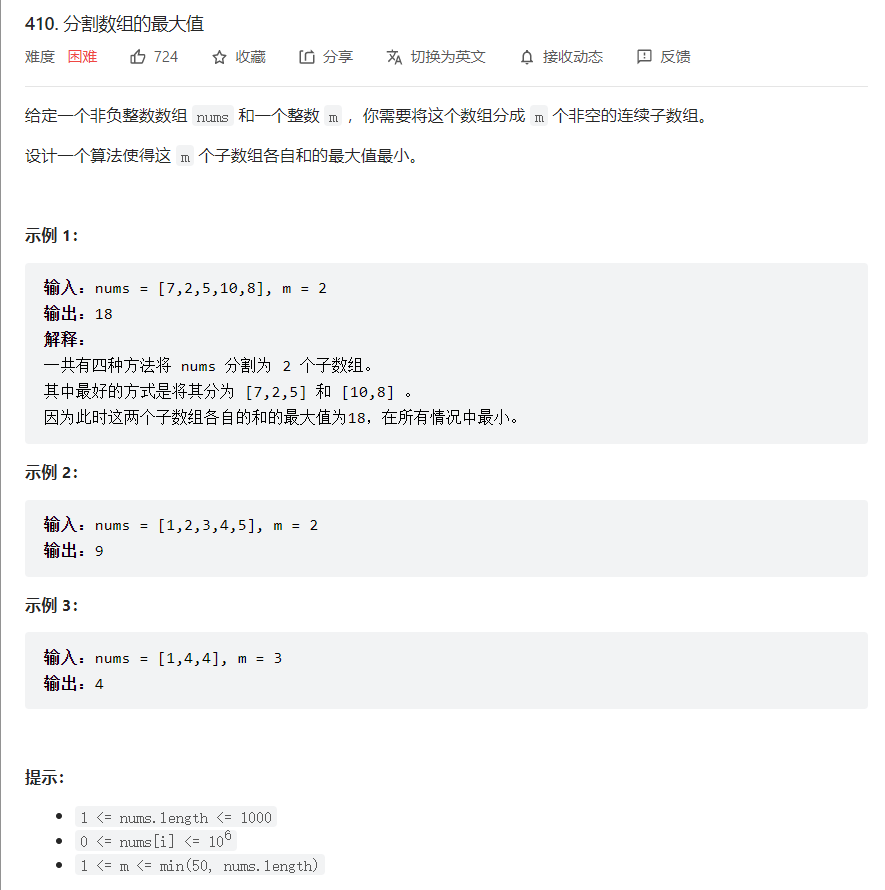 410. 分割数组的最大值
难度 困难 724 收藏 分享 切换为英文 接收动态 反馈
给定一个非负整数数组 nums 和一个整数 m ，你需要将这个数组分成 m 个非空的连续子数组。
设计一个算法使得这 m 个子数组各自和的最大值最小。
示例 1：
输入：nums = [7,2,5,10,8], m = 2
输出：18
解释：
一共有四种方法将 nums 分割为 2 个子数组。
其中最好的方式是将其分为 [7,2,5] 和 [10,8] 。
因为此时这两个子数组各自的和的最大值为18，在所有情况中最小。
示例 2：
输入：nums = [1,2,3,4,5], m = 2
输出：9
示例 3：
输入：nums = [1,4,4], m = 3
输出：4
提示：
1 <= nums.length <= 1000
0 <= nums[i] <= 10⁶
1 <= m <= min(50, nums.length)